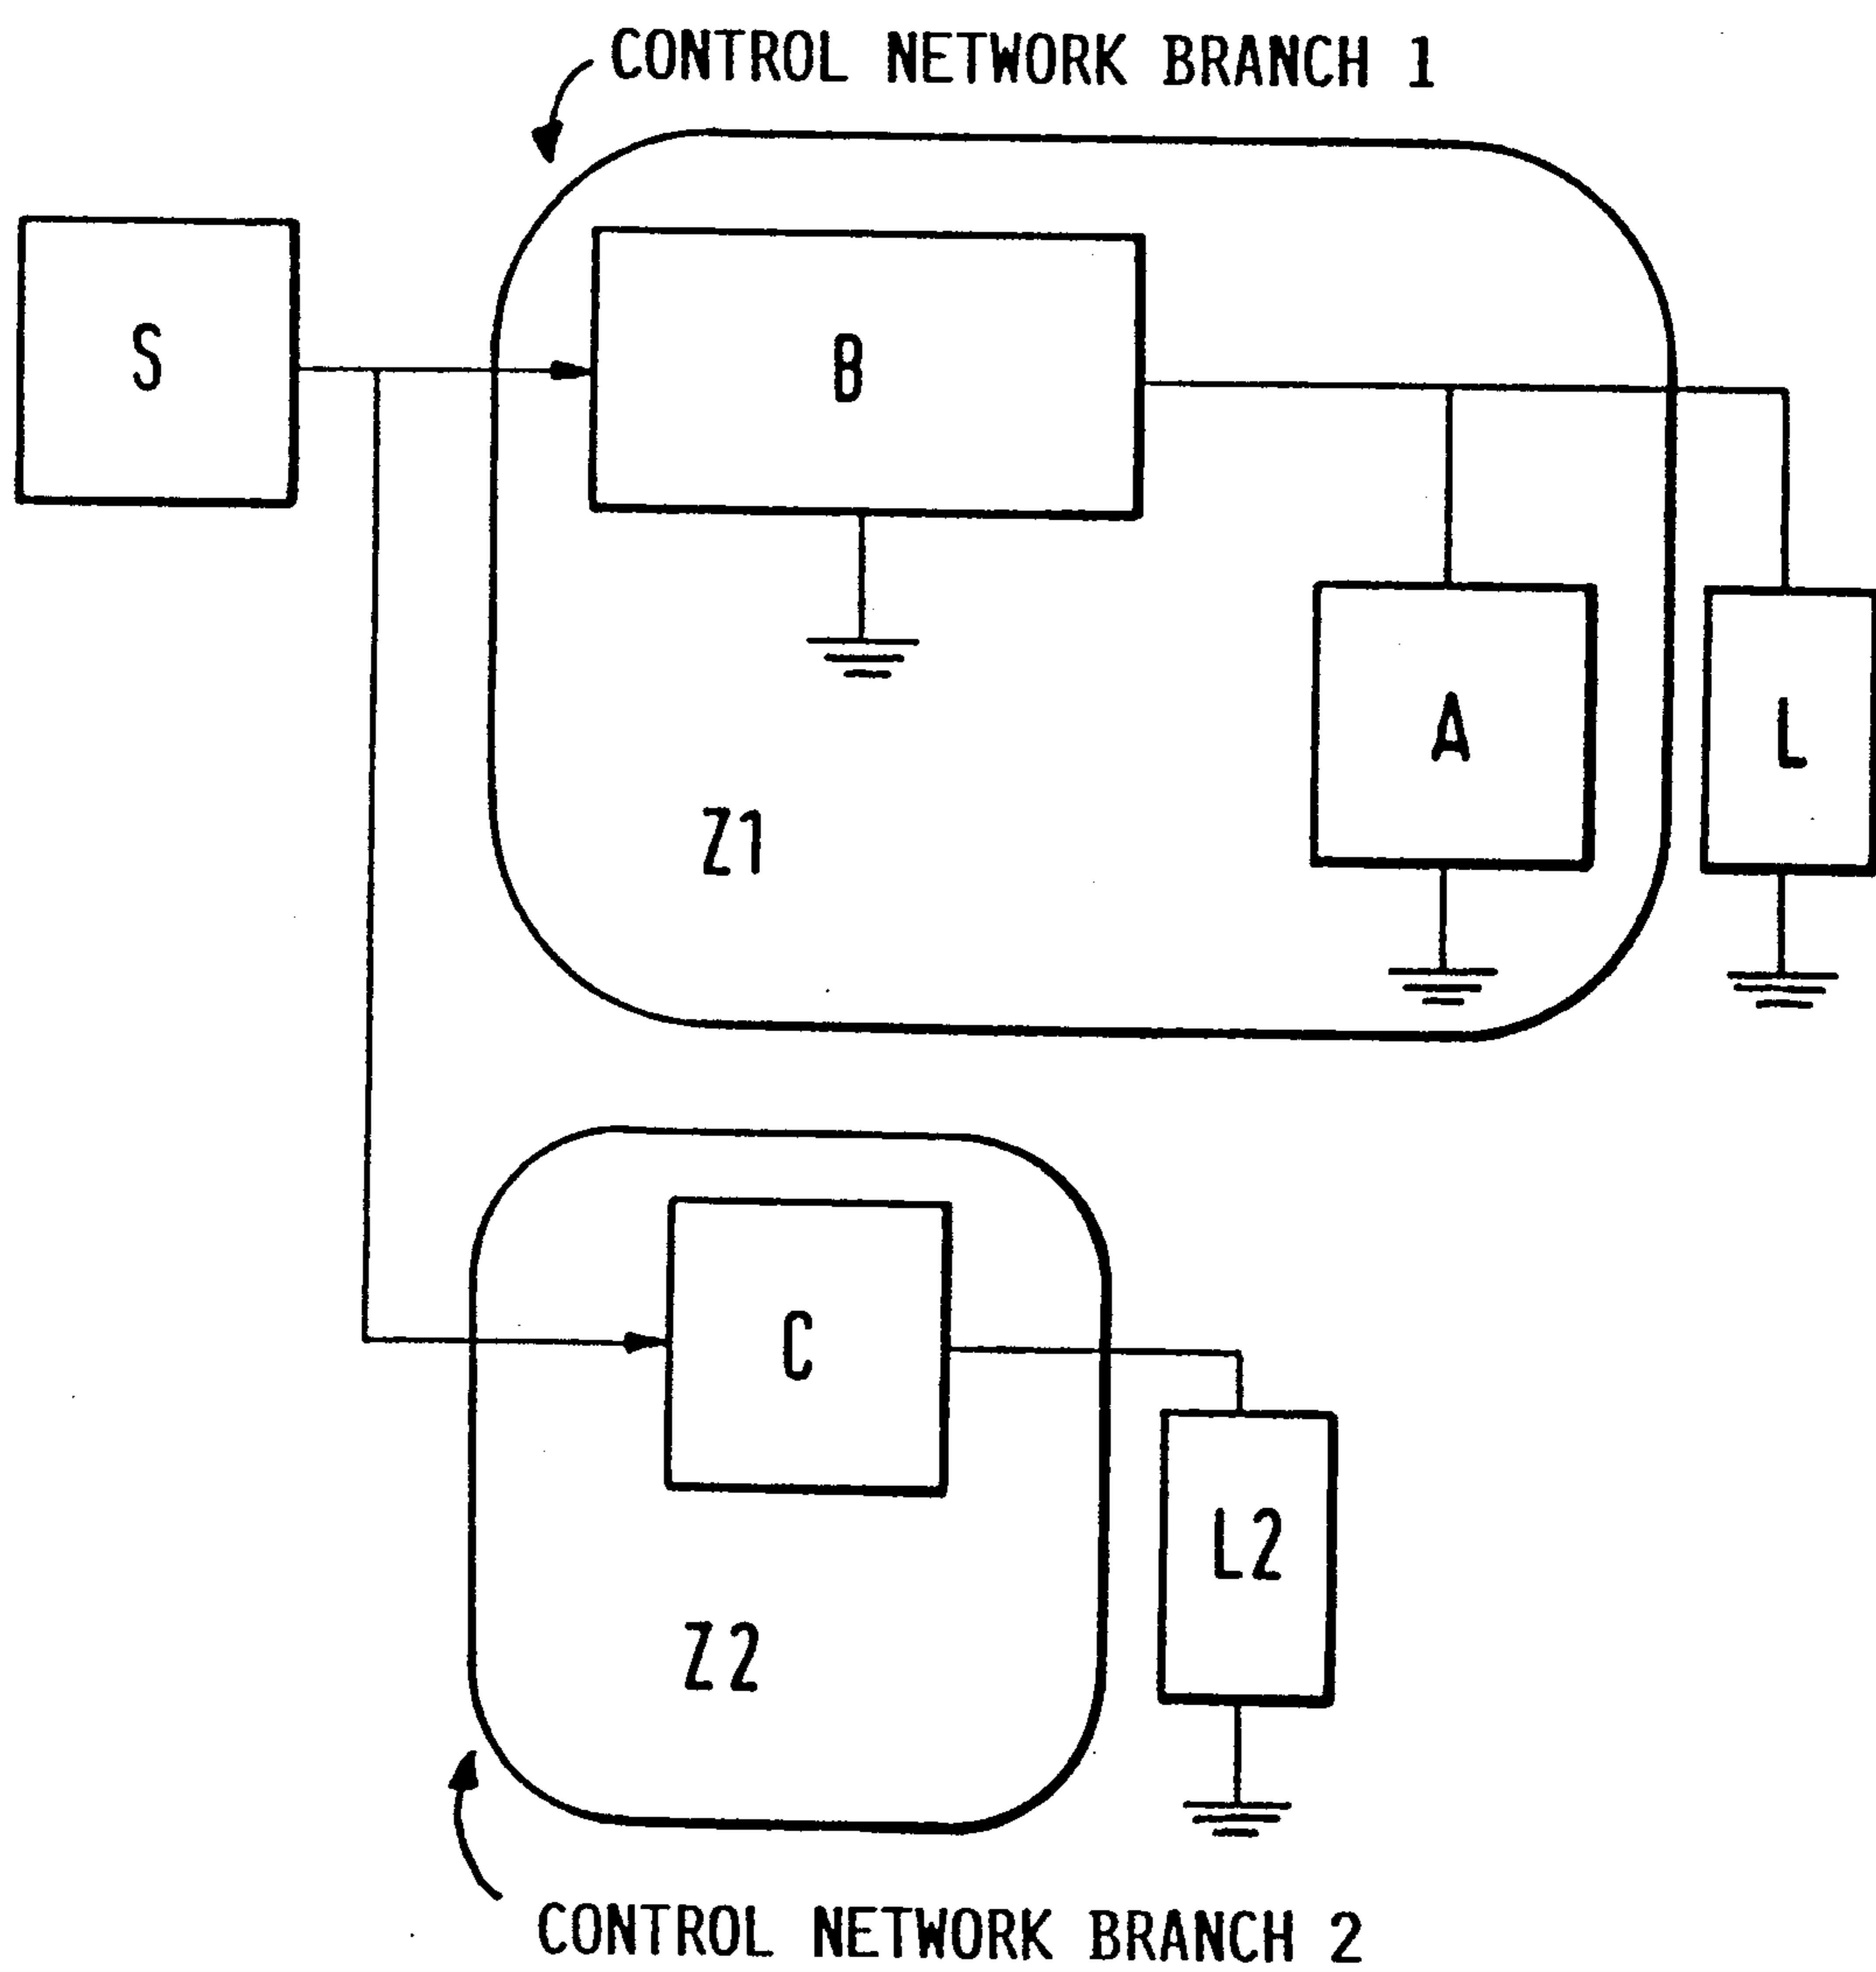 CONTROL NETWORK BRANCH 1
S
B
A
L
Z1
C
L2
Z2
CONTROL NETWORK BRANCH 2